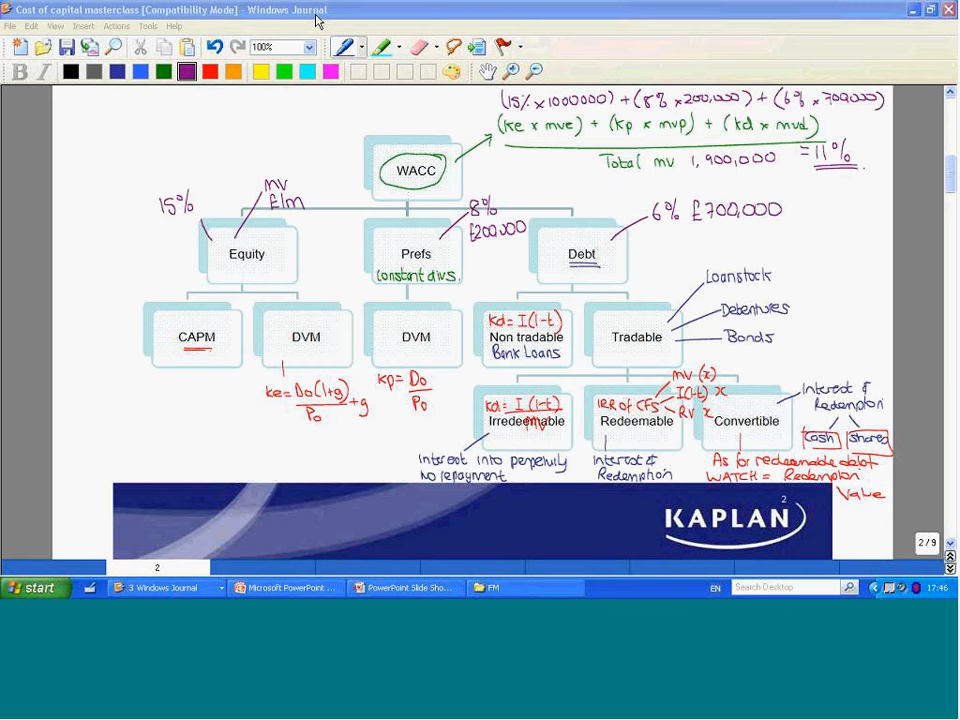 Cost of capital masterclass [Compatibility Mode] - Windows Journal
File Edit View Insert Actions Tools Help
100%
B I
(15% x 1000000) + (8% x 200,000) + (6% x 700,000)
(ke x mve) + (kp x mvp) + (kd x mvd)
Total mv 1,900,000 = 11%
WACC
15%
mv
£1m
8%
£200,000
6% £700,000
Equity
Prefs
constant divs.
Debt
Loanstock
Debentures
Bonds
CAPM
DVM
DVM
kd = I(1-t)
Non tradable
Bank Loans
Tradable
ke = Do(1+g) + g
Po
kp = Do
Po
kd = I(1-t)
MV
Irredeemable
IRR of CFS
MV (x)
I(1-t) x
RV x
Redeemable
Convertible
Interest &
Redemption
cash
shares
Interest into perpetuity
No repayment
Interest &
Redemption
As for redeemable debt
WATCH = Redemption
Value
KAPLAN
2
2
2 / 9
start
3 Windows Journal
Microsoft PowerPoint ...
PowerPoint Slide Sho...
FM
EN
Search Desktop
17:46